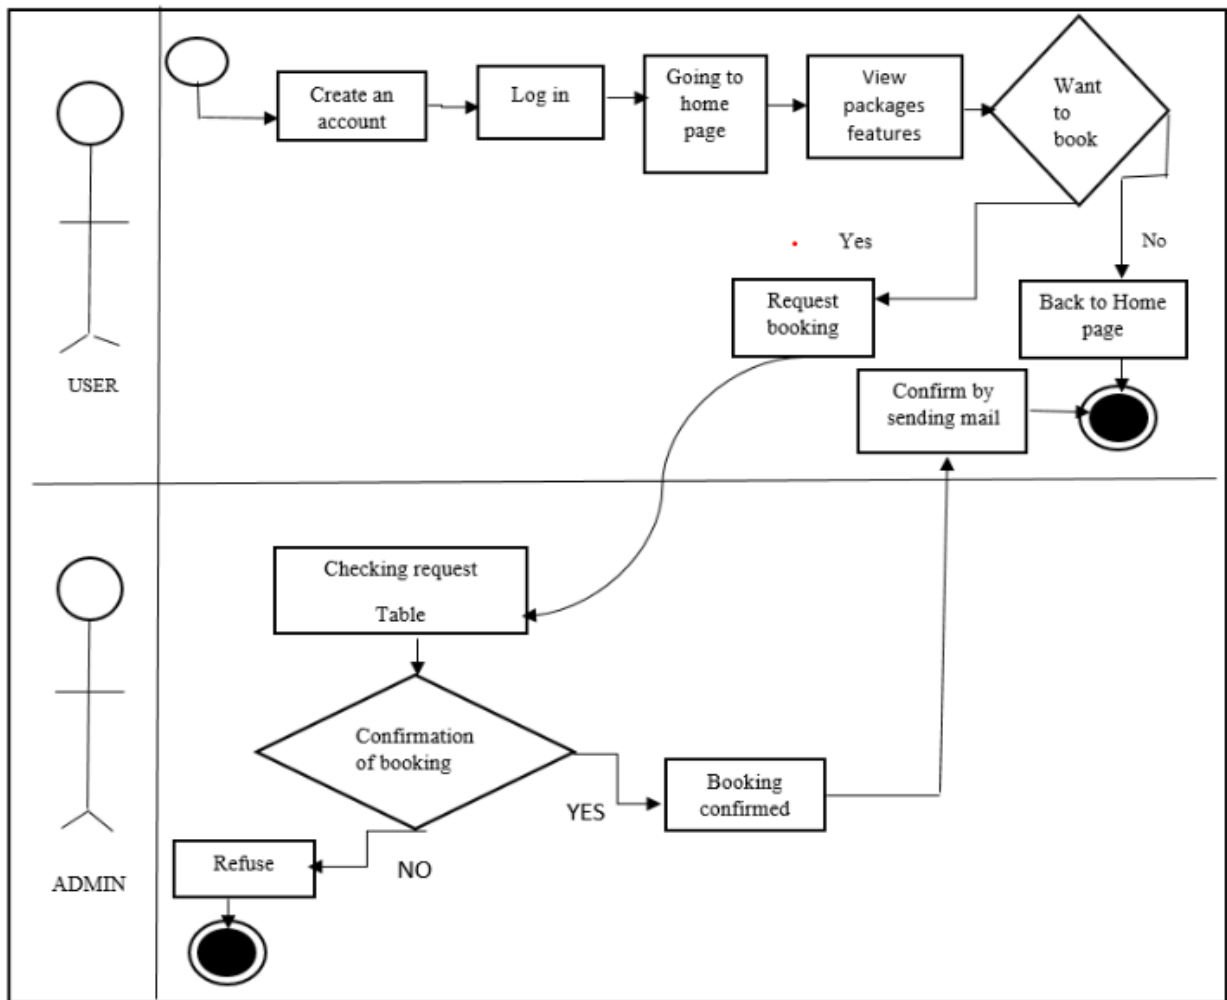 Create an
account
Log in
Going to
home
page
View
packages
features
Want
to
book
Yes
No
Request
booking
Back to Home
page
USER
Confirm by
sending mail
Checking request
Table
Confirmation
of booking
YES
Booking
confirmed
Refuse
NO
ADMIN